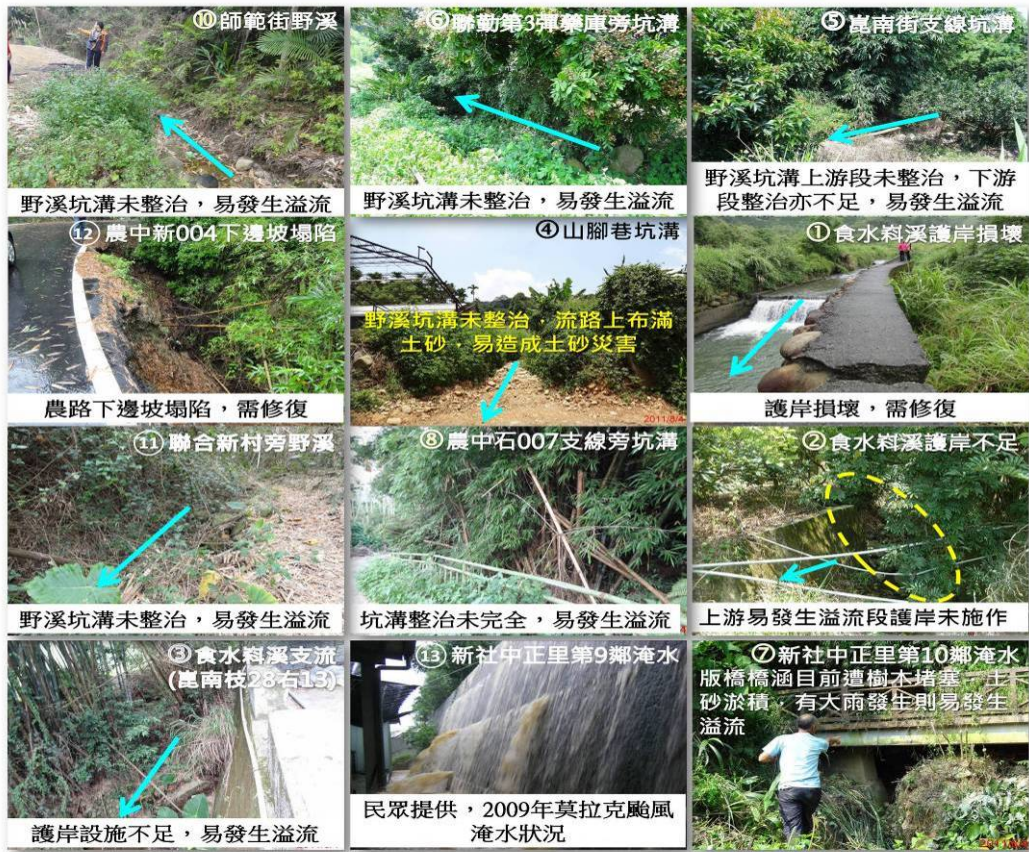 ⑩師範街野溪
野溪坑溝未整治，易發生溢流
⑥聯勤第3彈藥庫旁坑溝
野溪坑溝未整治，易發生溢流
⑤崑南街支線坑溝
野溪坑溝上游段未整治，下游
段整治亦不足，易發生溢流
⑫農中新004下邊坡塌陷
農路下邊坡塌陷，需修復
④山腳巷坑溝
野溪坑溝未整治，流路上布滿
土砂，易造成土砂災害
2011/8/4
①食水嵙溪護岸損壞
護岸損壞，需修復
⑪聯合新村旁野溪
野溪坑溝未整治，易發生溢流
⑧農中石007支線旁坑溝
坑溝整治未完全，易發生溢流
②食水嵙溪護岸不足
上游易發生溢流段護岸未施作
③食水嵙溪支流
(崑南枝28右13)
護岸設施不足，易發生溢流
⑬新社中正里第9鄰淹水
民眾提供，2009年莫拉克颱風
淹水狀況
⑦新社中正里第10鄰淹水
版橋橋涵目前遭樹木堵塞，土
砂淤積，有大雨發生則易發生
溢流